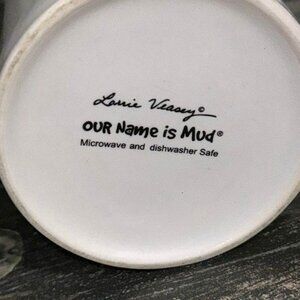 Lorrie Veasey©
OUR Name is Mud®
Microwave and dishwasher Safe